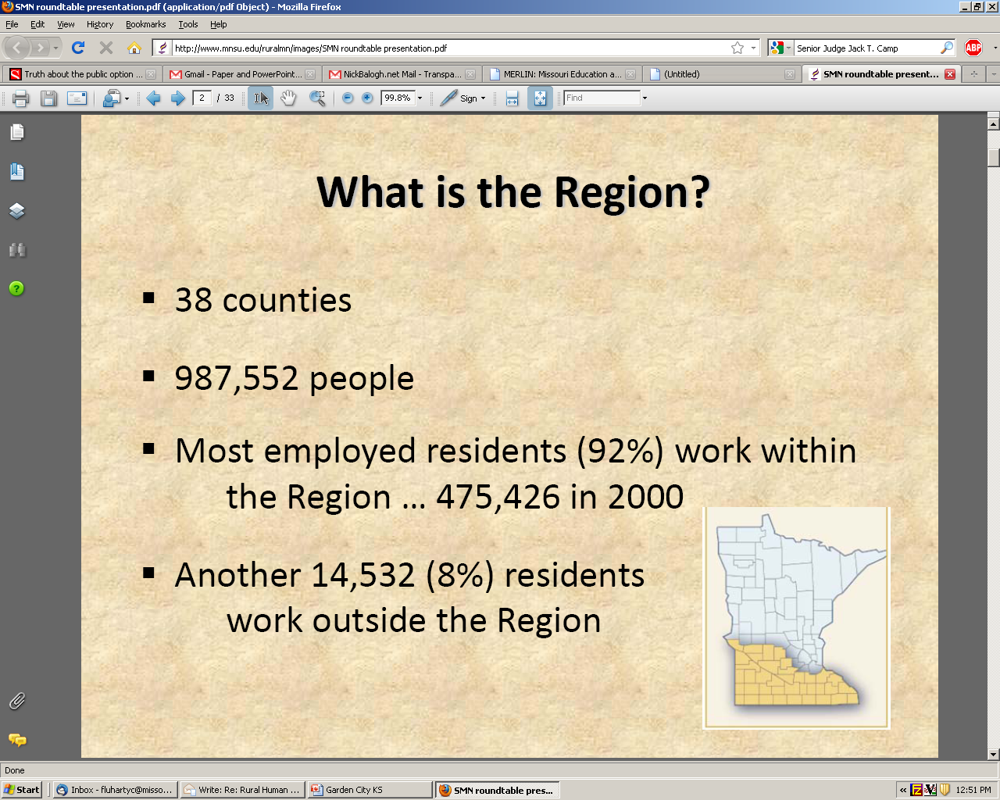 SMN roundtable presentation.pdf (application/pdf Object) - Mozilla Firefox
File Edit View History Bookmarks Tools Help
http://www.mnsu.edu/ruralmn/images/SMN roundtable presentation.pdf
Senior Judge Jack T. Camp
ABP
Truth about the public option ...
Gmail - Paper and PowerPoint...
NickBalogh.net Mail - Transpa...
MERLIN: Missouri Education a...
(Untitled)
SMN roundtable present...
2 / 33
99.8%
Sign
Find
What is the Region?
▪ 38 counties
▪ 987,552 people
▪ Most employed residents (92%) work within
the Region ... 475,426 in 2000
▪ Another 14,532 (8%) residents
work outside the Region
Done
Start
Inbox - fluhartyc@misso...
Write: Re: Rural Human ...
Garden City KS
SMN roundtable pres...
12:51 PM